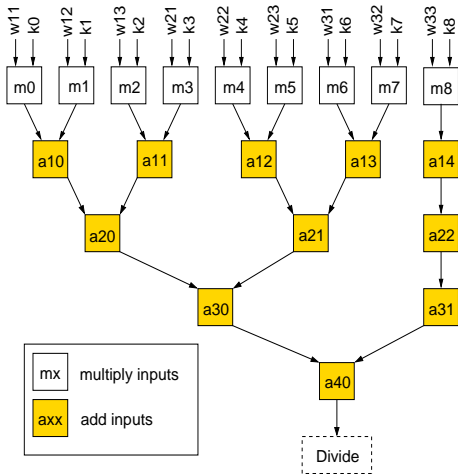 w11 k0 w12 k1 w13 k2 w21 k3 w22 k4 w23 k5 w31 k6 w32 k7 w33 k8
m0 m1 m2 m3 m4 m5 m6 m7 m8
a10 a11 a12 a13 a14
a20 a21 a22
a30 a31
mx multiply inputs
a40
axx add inputs
Divide